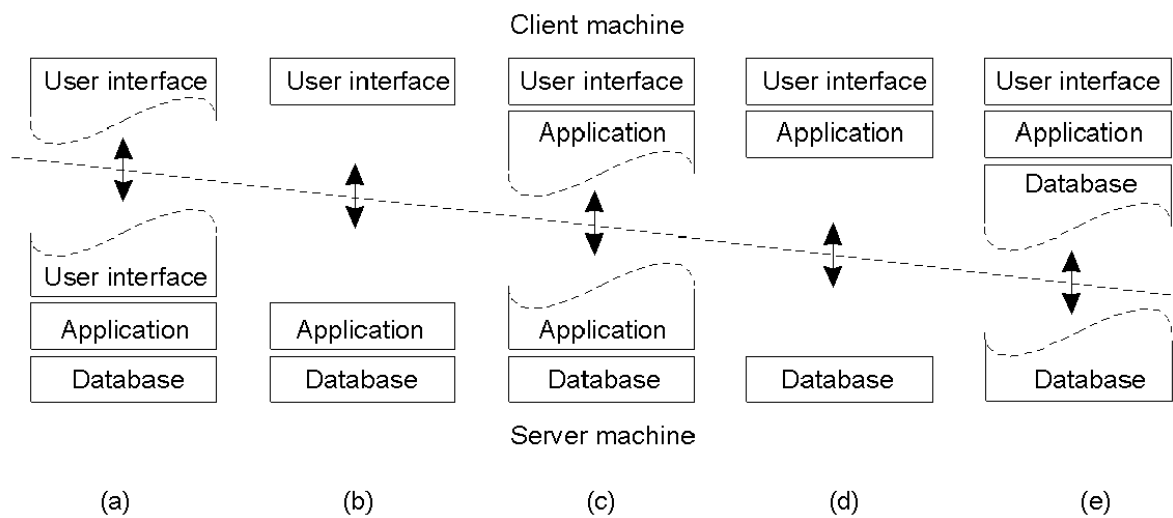 Client machine
User interface User interface User interface User interface User interface
Application Application Application
Database
User interface
Application Application Application
Database Database Database Database Database
Server machine
(a) (b) (c) (d) (e)